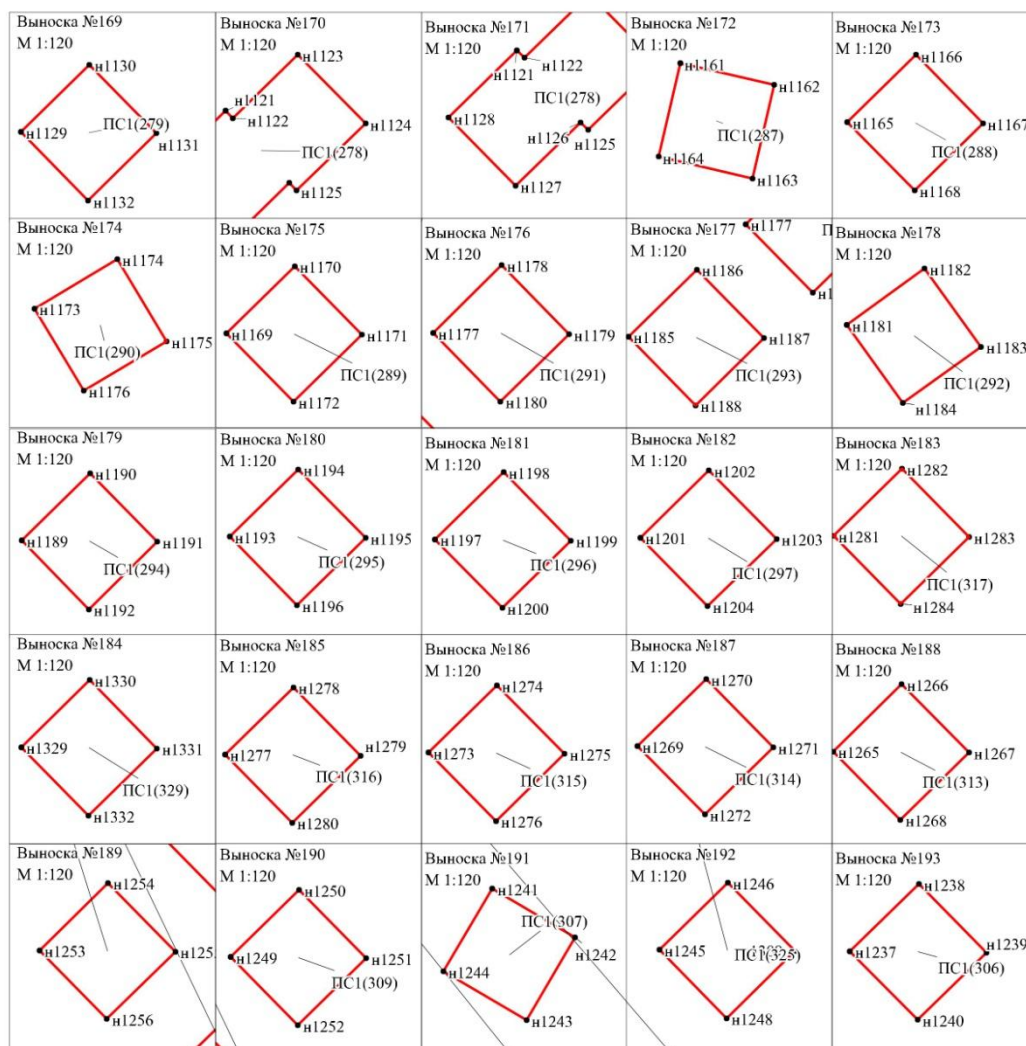 Выноска №169
М 1:120
н1130
ПС1(279)
н1129
н1131
н1132
Выноска №170
М 1:120
н1123
н1121
н1122
н1124
ПС1(278)
н1125
Выноска №171
М 1:120
н1121
н1122
ПС1(278)
н1128
н1126
н1125
н1127
Выноска №172
М 1:120
н1161
н1162
ПС1(287)
н1164
н1163
Выноска №173
М 1:120
н1166
н1165
н1167
ПС1(288)
н1168
Выноска №174
М 1:120
н1174
н1173
н1175
ПС1(290)
н1176
Выноска №175
М 1:120
н1170
н1169
н1171
ПС1(289)
н1172
Выноска №176
М 1:120
н1178
н1177
н1179
ПС1(291)
н1180
Выноска №177
М 1:120
н1177
н1186
н1185
н1187
ПС1(293)
н1188
Выноска №178
М 1:120
н1182
н1181
н1183
ПС1(292)
н1184
Выноска №179
М 1:120
н1190
н1189
н1191
ПС1(294)
н1192
Выноска №180
М 1:120
н1194
н1193
н1195
ПС1(295)
н1196
Выноска №181
М 1:120
н1198
н1197
н1199
ПС1(296)
н1200
Выноска №182
М 1:120
н1202
н1201
н1203
ПС1(297)
н1204
Выноска №183
М 1:120
н1282
н1281
н1283
ПС1(317)
н1284
Выноска №184
М 1:120
н1330
н1329
н1331
ПС1(329)
н1332
Выноска №185
М 1:120
н1278
н1279
н1277
ПС1(316)
н1280
Выноска №186
М 1:120
н1274
н1273
н1275
ПС1(315)
н1276
Выноска №187
М 1:120
н1270
н1269
н1271
ПС1(314)
н1272
Выноска №188
М 1:120
н1266
н1265
н1267
ПС1(313)
н1268
Выноска №189
М 1:120
н1254
н1253
н1256
Выноска №190
М 1:120
н1250
н1249
н1251
ПС1(309)
н1252
Выноска №191
М 1:120
н1241
ПС1(307)
н1242
н1244
н1243
Выноска №192
М 1:120
н1246
н1245
ПС1(325)
н1248
Выноска №193
М 1:120
н1238
н1237
н1239
ПС1(306)
н1240